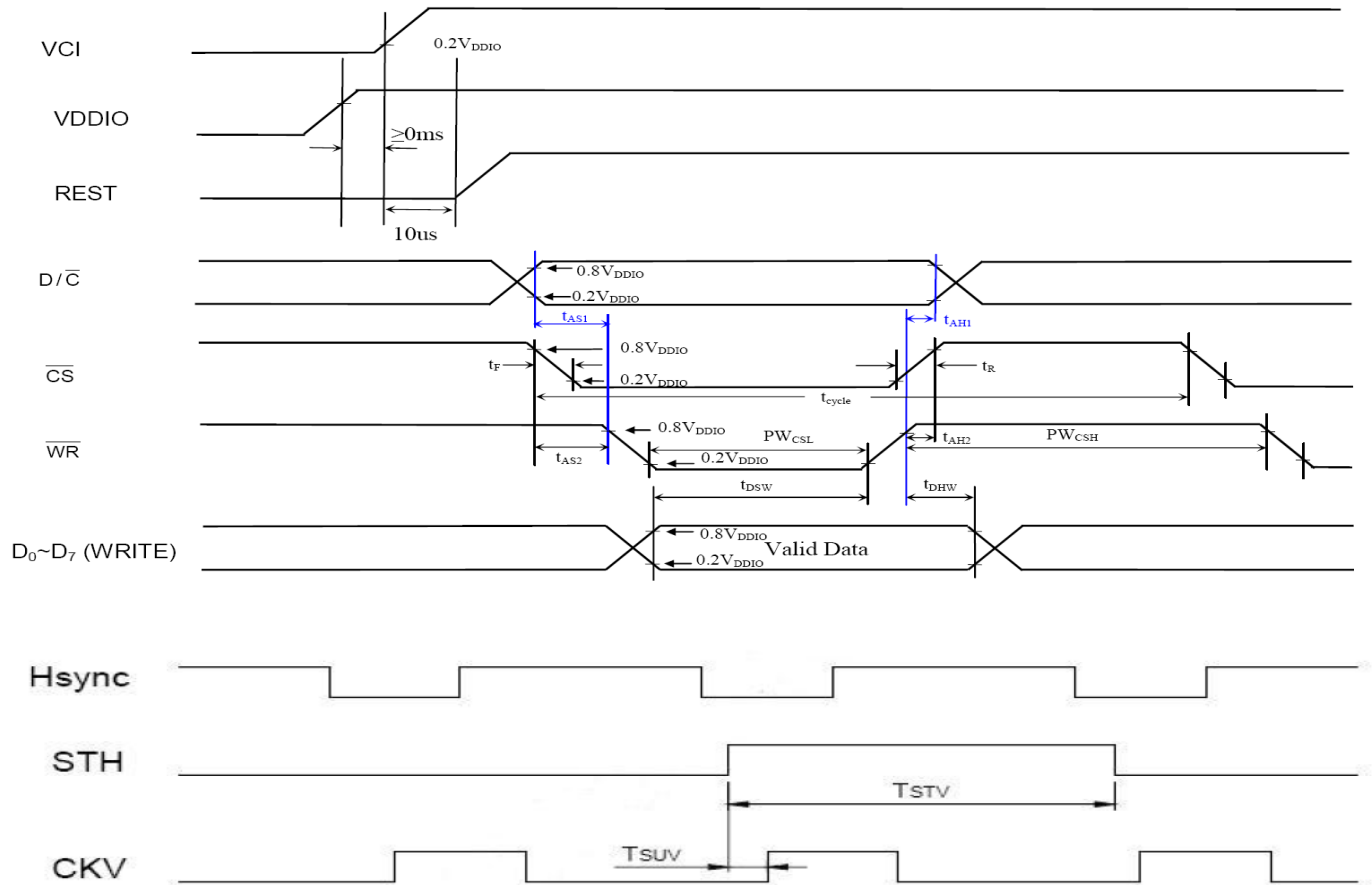 VCI
0.2VDDIO
VDDIO
≥0ms
REST
10us
D/C̅
0.8VDDIO
0.2VDDIO
tAS1
tAH1
C̅S̅
tF
0.8VDDIO
0.2VDDIO
tR
tcycle
W̅R̅
0.8VDDIO
PWCSL
tAH2
PWCSH
tAS2
0.2VDDIO
tDSW
tDHW
D0~D7 (WRITE)
0.8VDDIO
Valid Data
0.2VDDIO
Hsync
STH
TSTV
TSUV
CKV